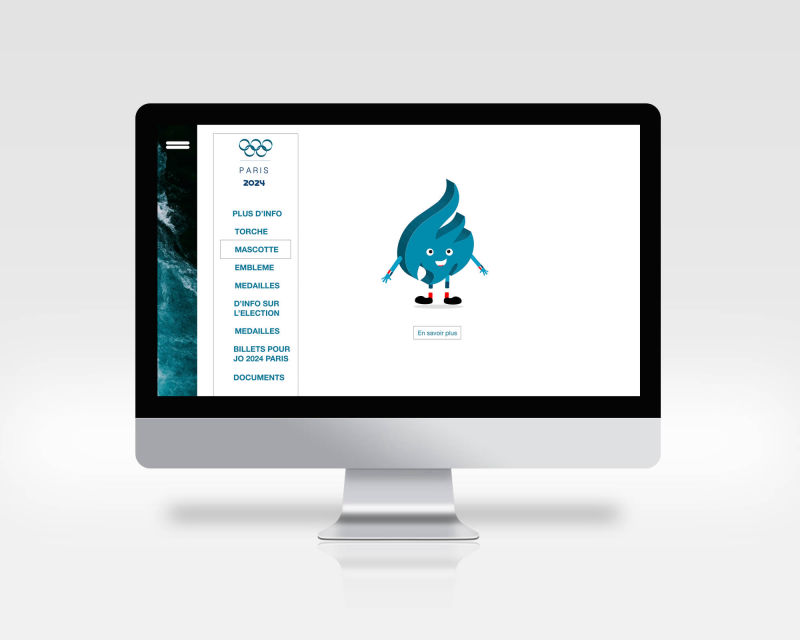 PARIS
2024
PLUS D'INFO
TORCHE
MASCOTTE
EMBLEME
MEDAILLES
D'INFO SUR
L'ELECTION
MEDAILLES
BILLETS POUR
JO 2024 PARIS
DOCUMENTS
En savoir plus